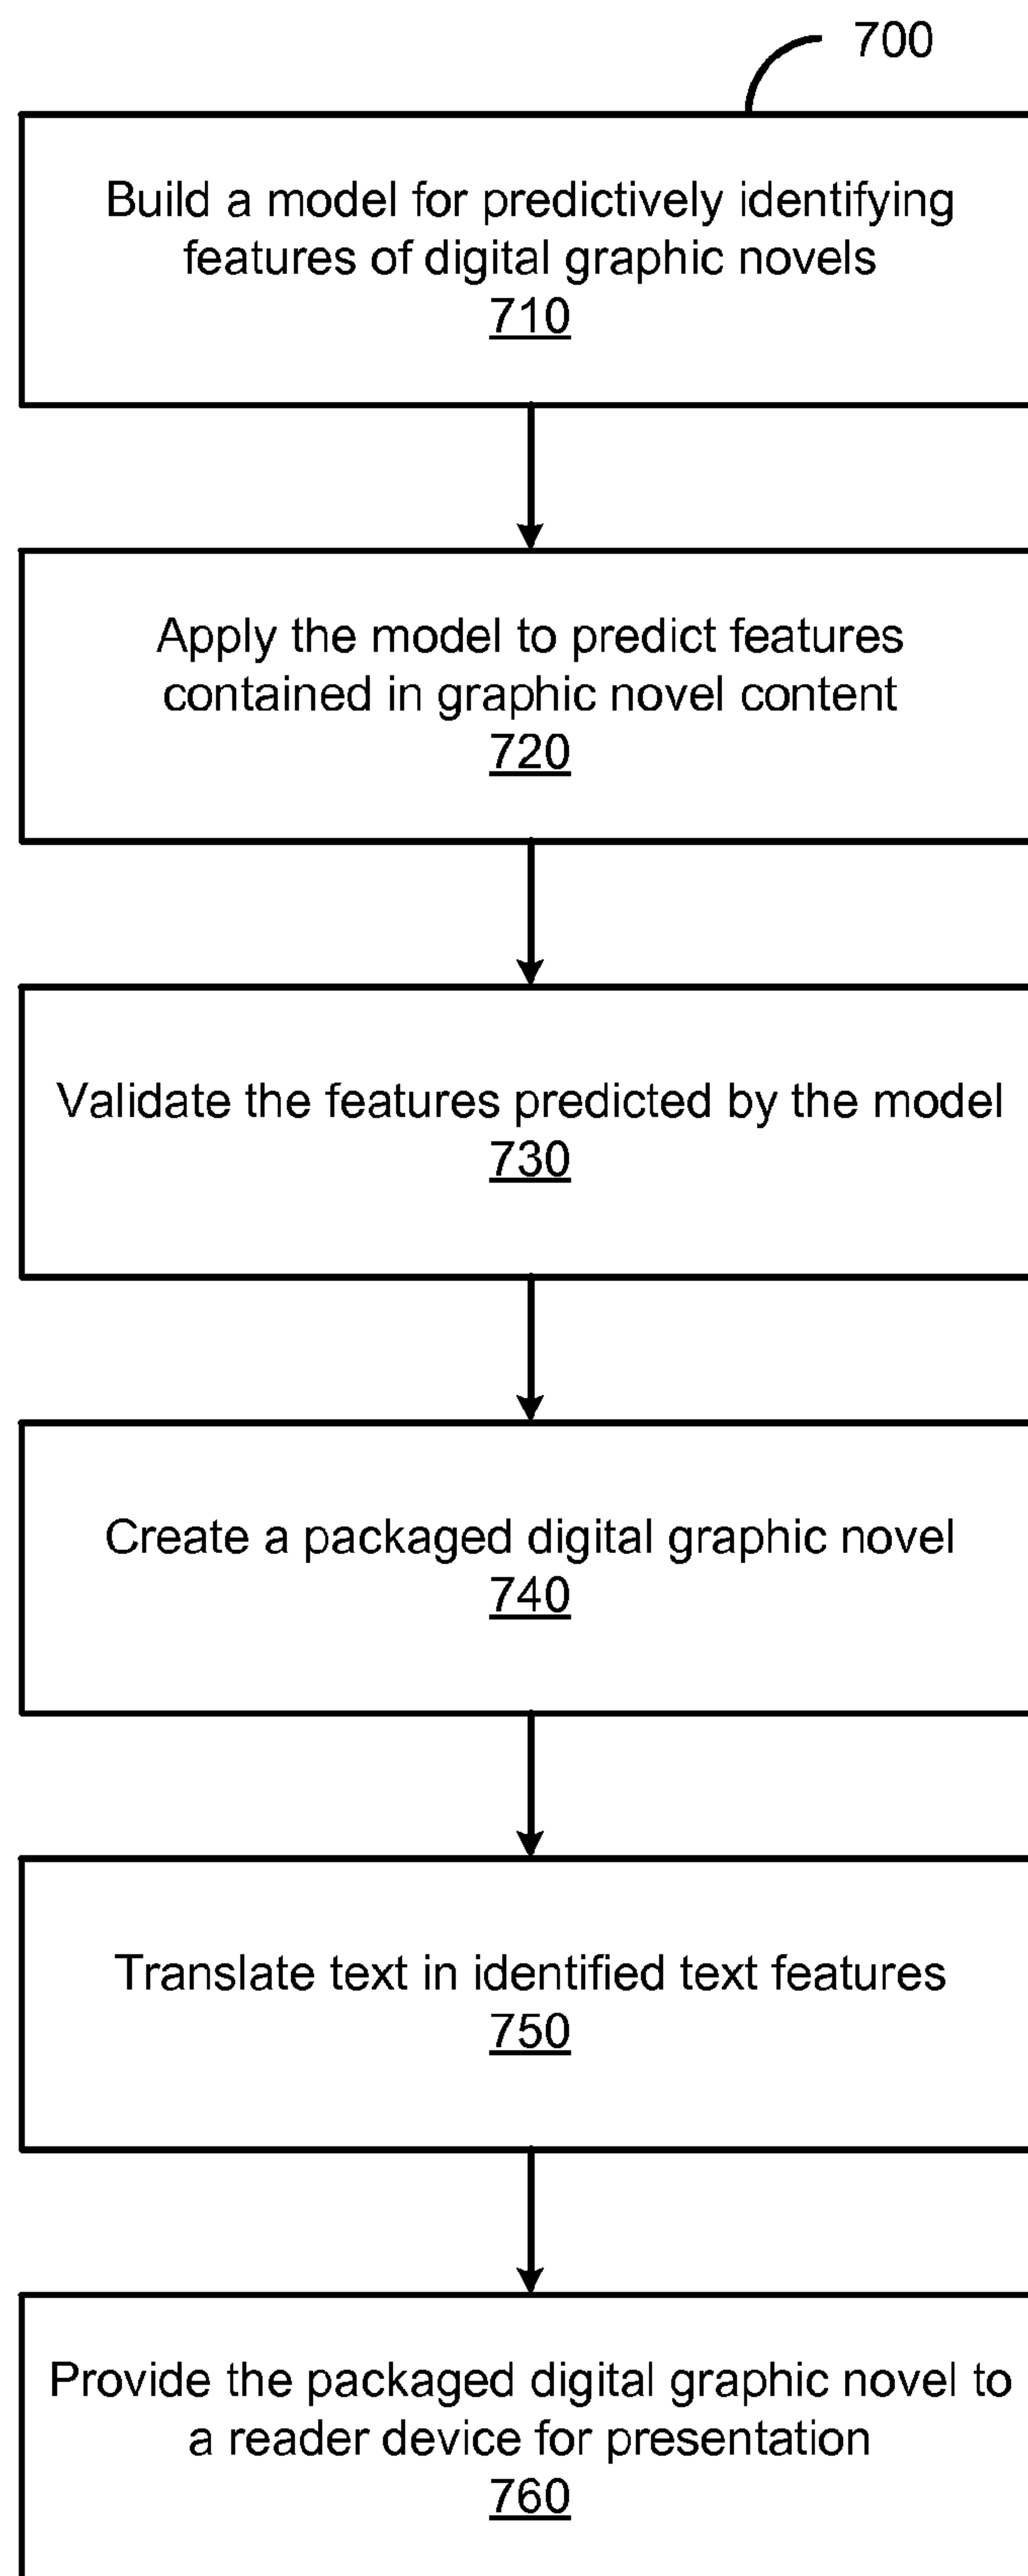 700
Build a model for predictively identifying
features of digital graphic novels
710
Apply the model to predict features
contained in graphic novel content
720
Validate the features predicted by the model
730
Create a packaged digital graphic novel
740
Translate text in identified text features
750
Provide the packaged digital graphic novel to
a reader device for presentation
760